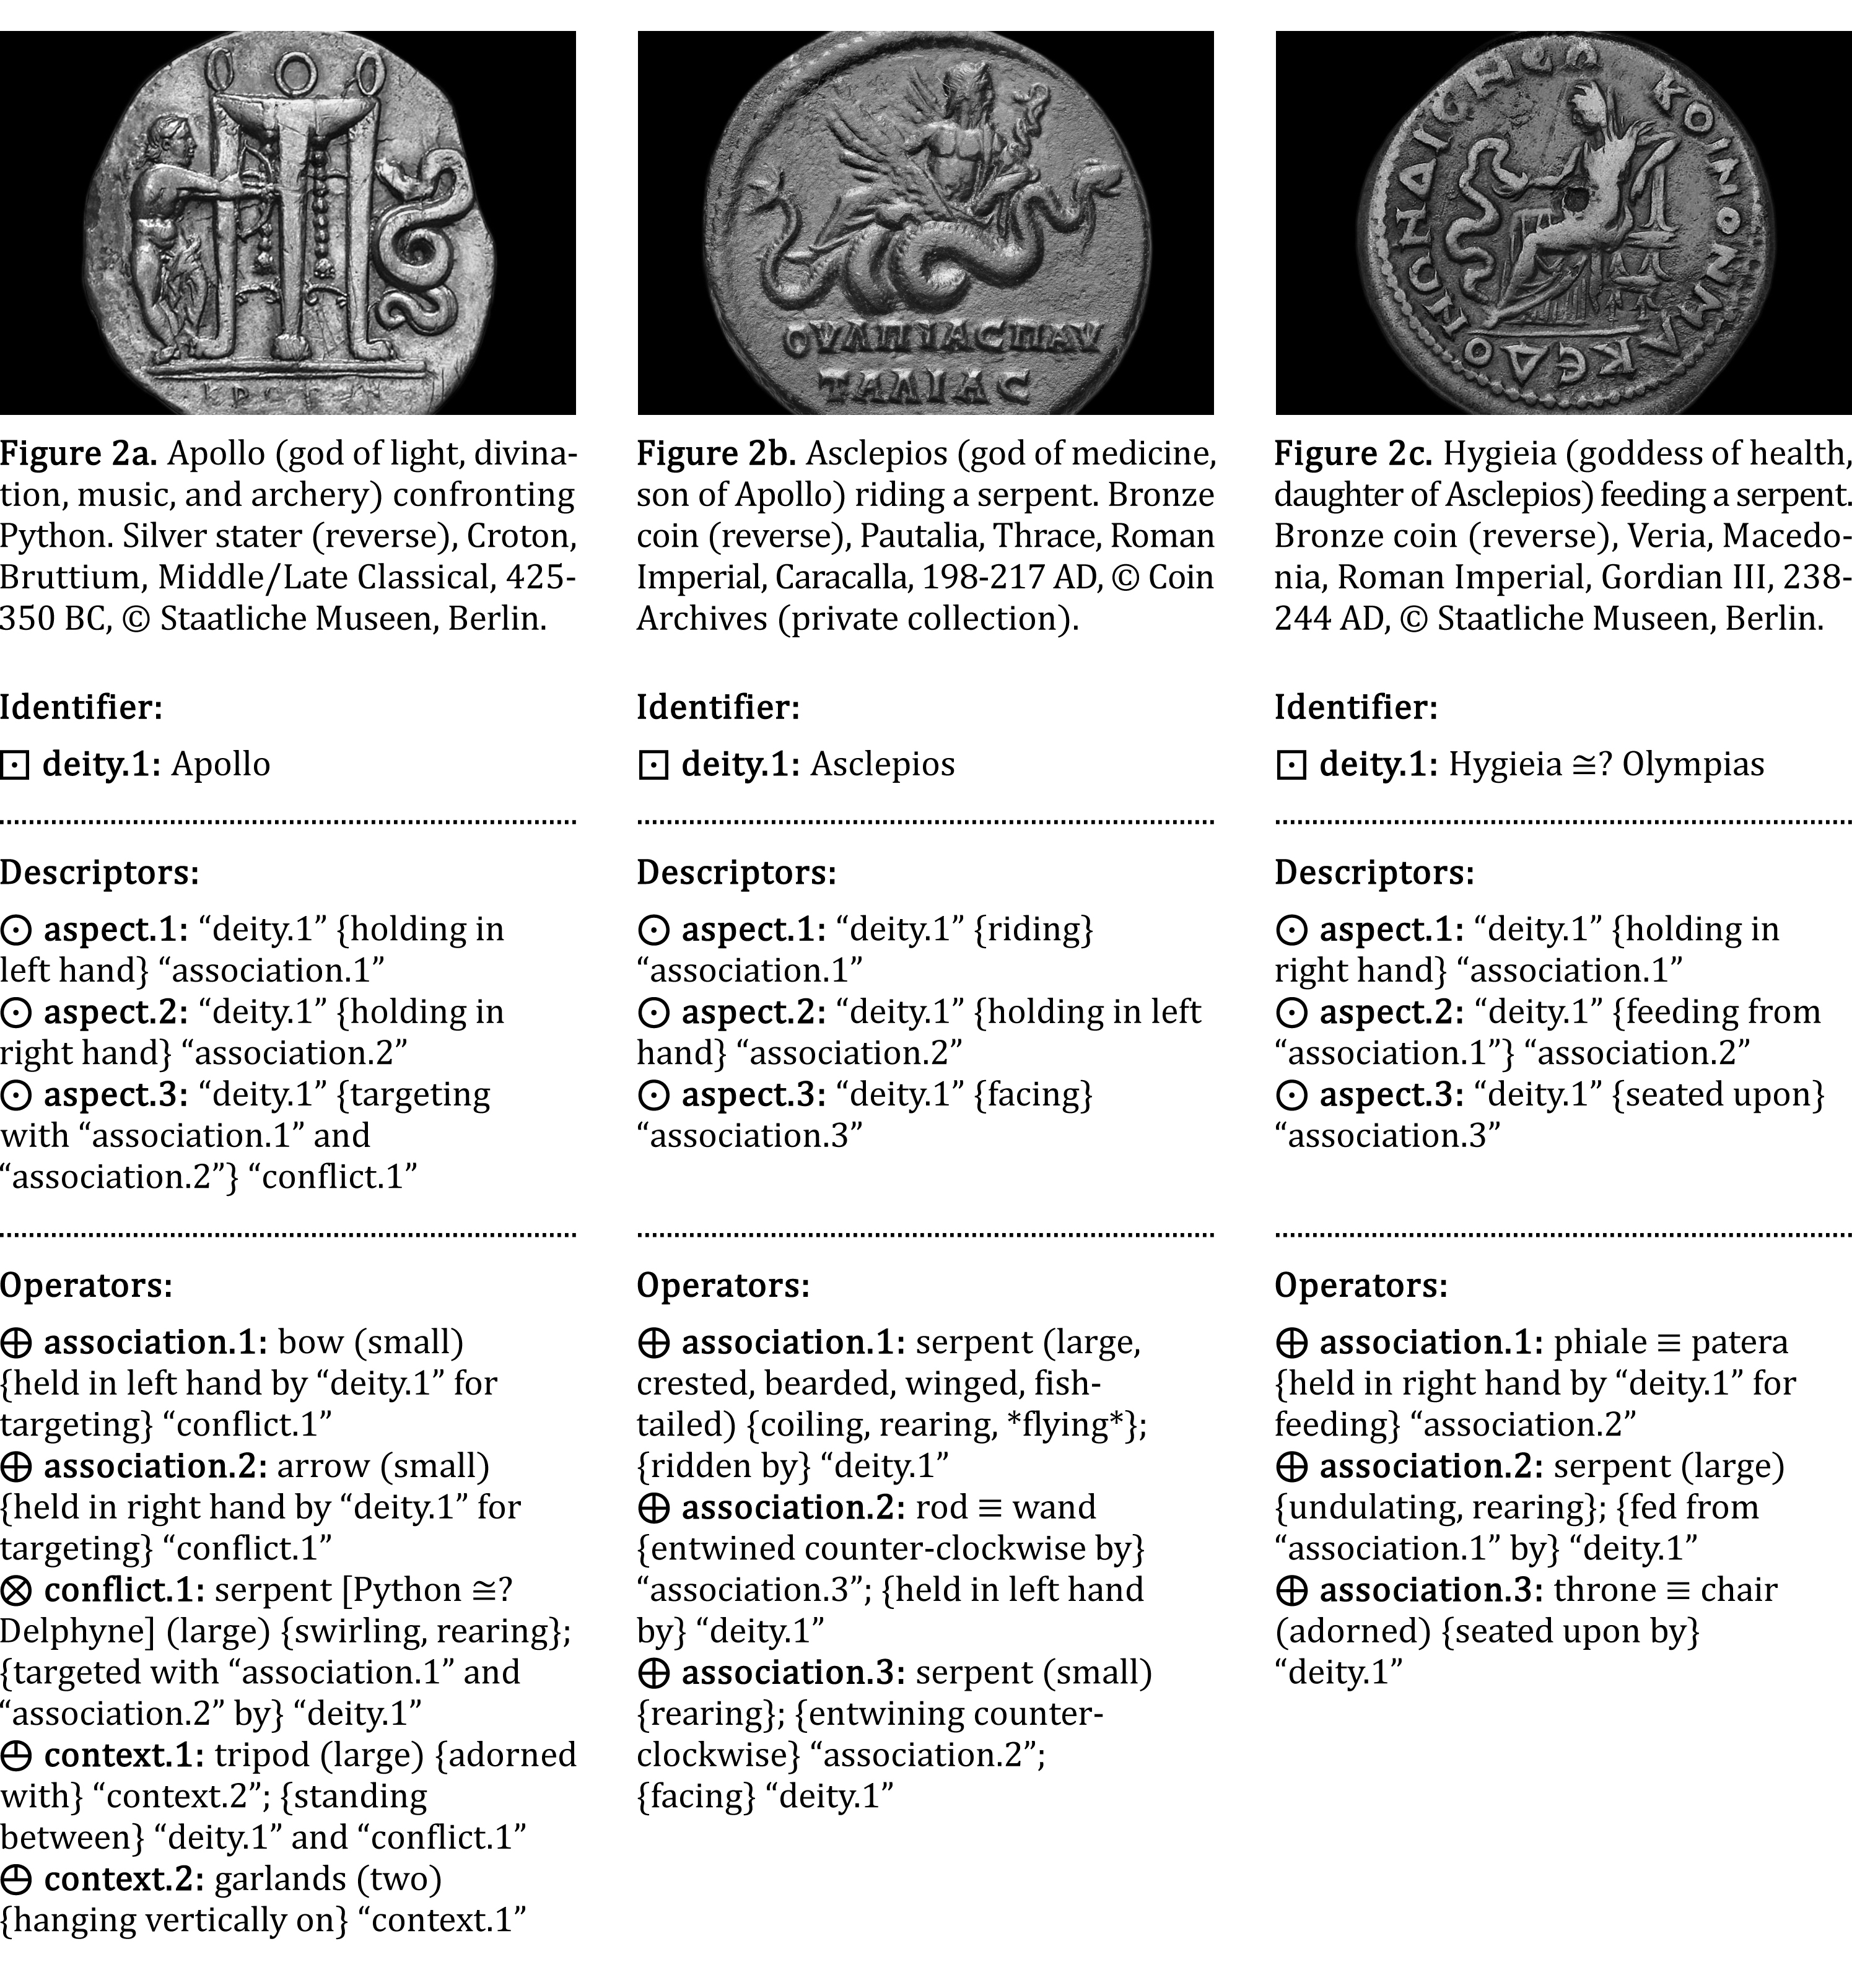 Figure 2a. Apollo (god of light, divina-
tion, music, and archery) confronting
Python. Silver stater (reverse), Croton,
Bruttium, Middle/Late Classical, 425-
350 BC, © Staatliche Museen, Berlin.
Identifier:
⊡ deity.1: Apollo
Descriptors:
⊙ aspect.1: “deity.1” {holding in
left hand} “association.1”
⊙ aspect.2: “deity.1” {holding in
right hand} “association.2”
⊙ aspect.3: “deity.1” {targeting
with “association.1” and
“association.2”} “conflict.1”
Operators:
⊕ association.1: bow (small)
{held in left hand by “deity.1” for
targeting} “conflict.1”
⊕ association.2: arrow (small)
{held in right hand by “deity.1” for
targeting} “conflict.1”
⊗ conflict.1: serpent [Python ≅?
Delphyne] (large) {swirling, rearing};
{targeted with “association.1” and
“association.2” by} “deity.1”
⌽ context.1: tripod (large) {adorned
with} “context.2”; {standing
between} “deity.1” and “conflict.1”
⌽ context.2: garlands (two)
{hanging vertically on} “context.1”
ΟVΛΠΙΑCΠΑV
ΤΑΛΙΑC
Figure 2b. Asclepios (god of medicine,
son of Apollo) riding a serpent. Bronze
coin (reverse), Pautalia, Thrace, Roman
Imperial, Caracalla, 198-217 AD, © Coin
Archives (private collection).
Identifier:
⊡ deity.1: Asclepios
Descriptors:
⊙ aspect.1: “deity.1” {riding}
“association.1”
⊙ aspect.2: “deity.1” {holding in left
hand} “association.2”
⊙ aspect.3: “deity.1” {facing}
“association.3”
Operators:
⊕ association.1: serpent (large,
crested, bearded, winged, fish-
tailed) {coiling, rearing, *flying*};
{ridden by} “deity.1”
⊕ association.2: rod ≡ wand
{entwined counter-clockwise by}
“association.3”; {held in left hand
by} “deity.1”
⊕ association.3: serpent (small)
{rearing}; {entwining counter-
clockwise} “association.2”;
{facing} “deity.1”
ΚΟΙΝΟΝΜΑΚΕΔΟ
Figure 2c. Hygieia (goddess of health,
daughter of Asclepios) feeding a serpent.
Bronze coin (reverse), Veria, Macedo-
nia, Roman Imperial, Gordian III, 238-
244 AD, © Staatliche Museen, Berlin.
Identifier:
⊡ deity.1: Hygieia ≅? Olympias
Descriptors:
⊙ aspect.1: “deity.1” {holding in
right hand} “association.1”
⊙ aspect.2: “deity.1” {feeding from
“association.1”} “association.2”
⊙ aspect.3: “deity.1” {seated upon}
“association.3”
Operators:
⊕ association.1: phiale ≡ patera
{held in right hand by “deity.1” for
feeding} “association.2”
⊕ association.2: serpent (large)
{undulating, rearing}; {fed from
“association.1” by} “deity.1”
⊕ association.3: throne ≡ chair
(adorned) {seated upon by}
“deity.1”